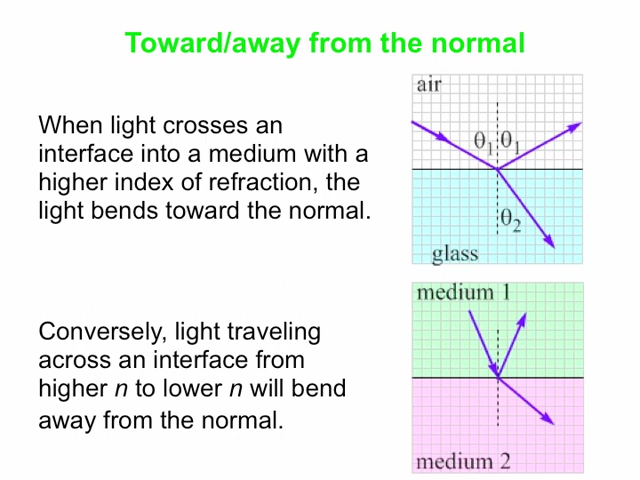 Toward/away from the normal
When light crosses an
interface into a medium with a
higher index of refraction, the
light bends toward the normal.
air
θ1 θ1
θ2
glass
Conversely, light traveling
across an interface from
higher n to lower n will bend
away from the normal.
medium 1
medium 2